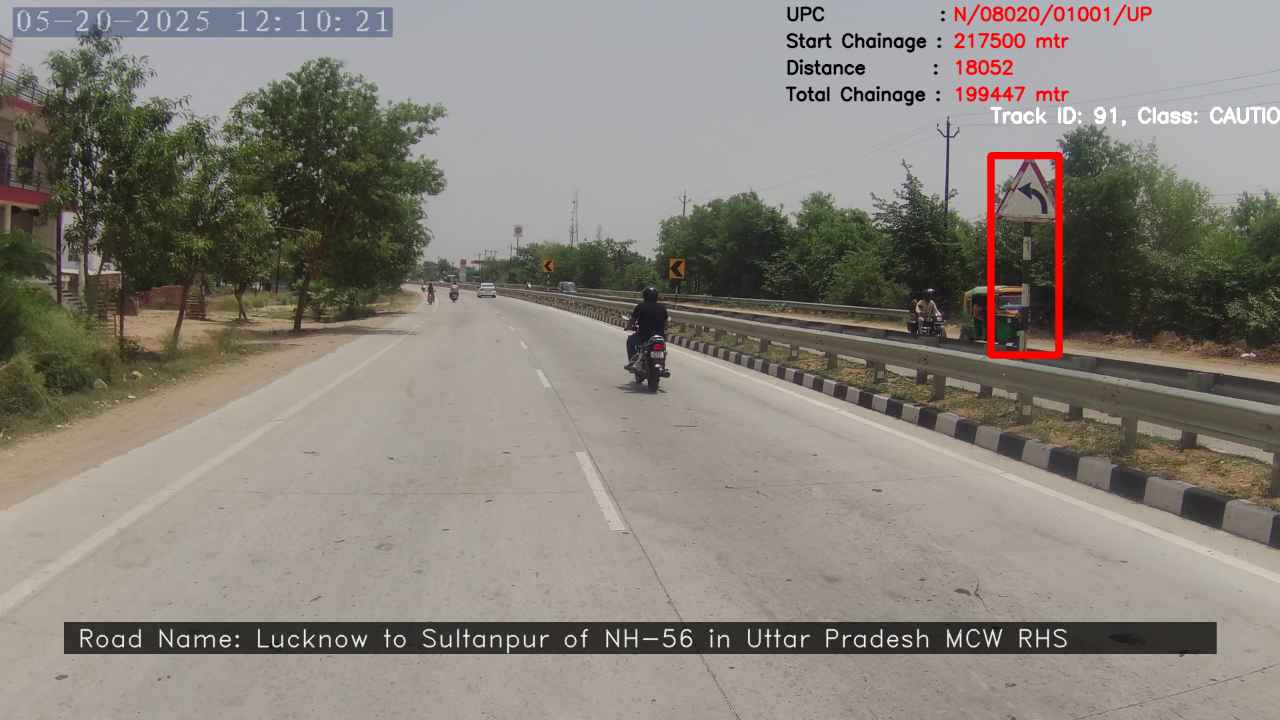 05-20-2025 12:10:21
UPC : N/08020/01001/UP
Start Chainage : 217500 mtr
Distance : 18052
Total Chainage : 199447 mtr
Track ID: 91, Class: CAUTIO
Road Name: Lucknow to Sultanpur of NH-56 in Uttar Pradesh MCW RHS